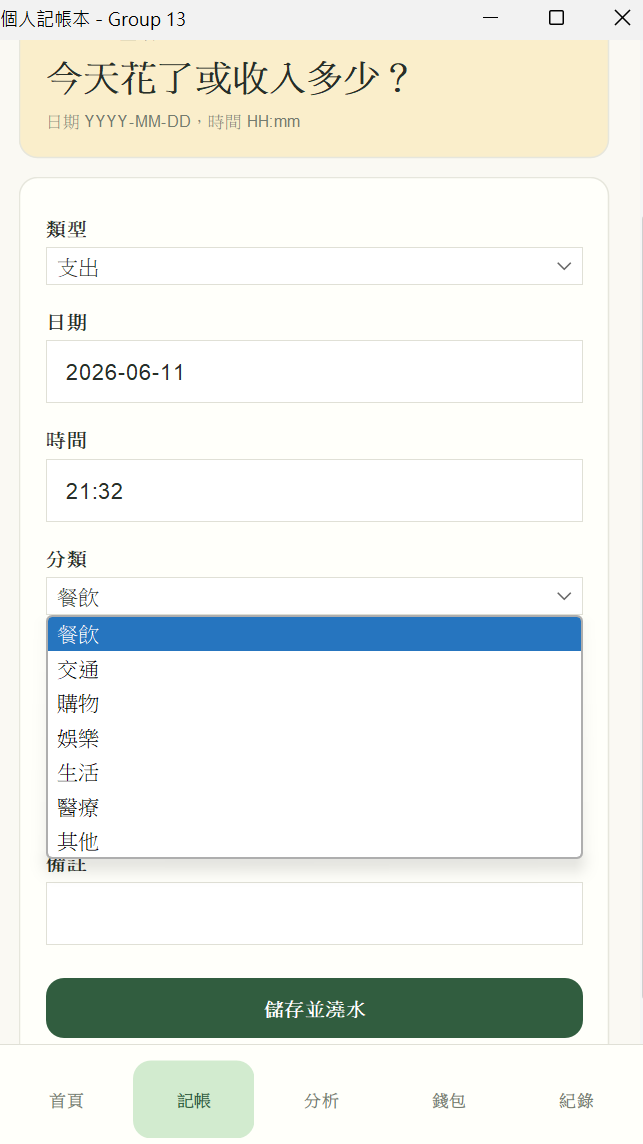 個人記帳本 - Group 13
今天花了或收入多少？
日期 YYYY-MM-DD，時間 HH:mm
類型
支出
日期
2026-06-11
時間
21:32
分類
餐飲
餐飲
交通
購物
娛樂
生活
醫療
其他
備註
儲存並澆水
首頁
記帳
分析
錢包
紀錄